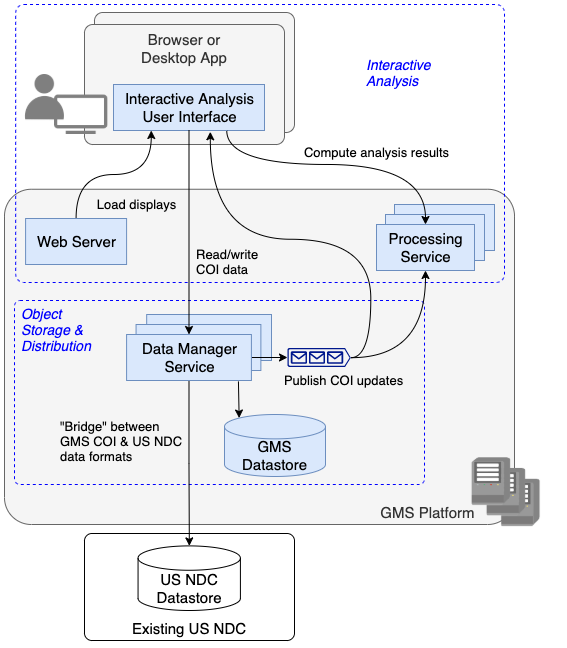 Browser or
Desktop App
Interactive
Analysis
Interactive Analysis
User Interface
Compute analysis results
Load displays
Web Server
Processing
Service
Read/write
COI data
Object
Storage &
Distribution
Data Manager
Service
Publish COI updates
"Bridge" between
GMS COI & US NDC
data formats
GMS
Datastore
GMS Platform
US NDC
Datastore
Existing US NDC